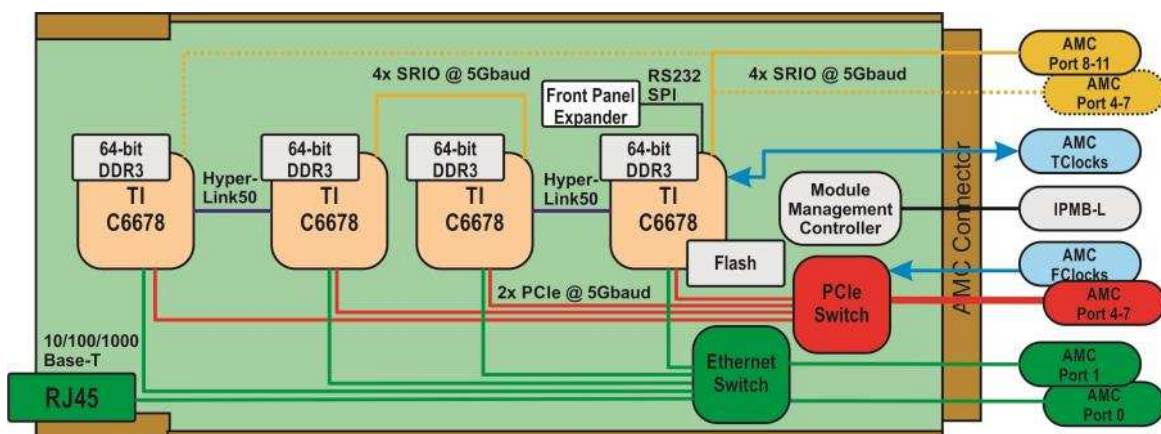 AMC
Port 8-11
AMC
Port 4-7
4x SRIO @ 5Gbaud
RS232
SPI
4x SRIO @ 5Gbaud
Front Panel
Expander
64-bit
DDR3
TI
C6678
Hyper-
Link50
64-bit
DDR3
TI
C6678
64-bit
DDR3
TI
C6678
Hyper-
Link50
64-bit
DDR3
TI
C6678
Flash
AMC
TClocks
Module
Management
Controller
IPMB-L
AMC Connector
AMC
FClocks
2x PCIe @ 5Gbaud
PCIe
Switch
AMC
Port 4-7
10/100/1000
Base-T
RJ45
Ethernet
Switch
AMC
Port 1
AMC
Port 0